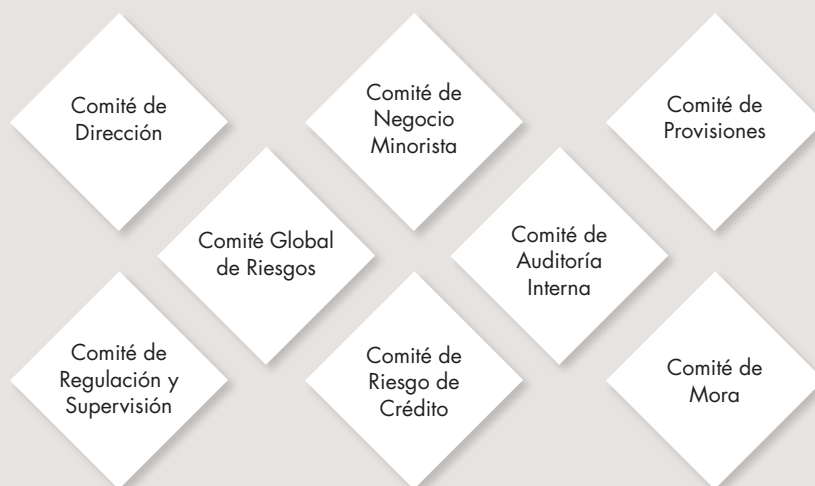 Comité de
Dirección
Comité de
Negocio
Minorista
Comité de
Provisiones
Comité Global
de Riesgos
Comité de
Auditoría
Interna
Comité de
Regulación y
Supervisión
Comité de
Riesgo de
Crédito
Comité de
Mora